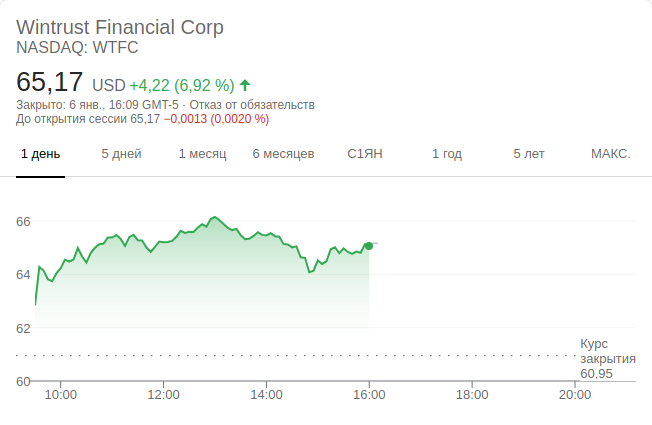 Wintrust Financial Corp
NASDAQ: WTFC
65,17 USD +4,22 (6,92 %)
Закрыто: 6 янв., 16:09 GMT-5 · Отказ от обязательств
До открытия сессии 65,17 −0,0013 (0,0020 %)
1 день 5 дней 1 месяц 6 месяцев С1ЯН 1 год 5 лет МАКС.
66
64
62
Курс
закрытия
60,95
60
10:00 12:00 14:00 16:00 18:00 20:00